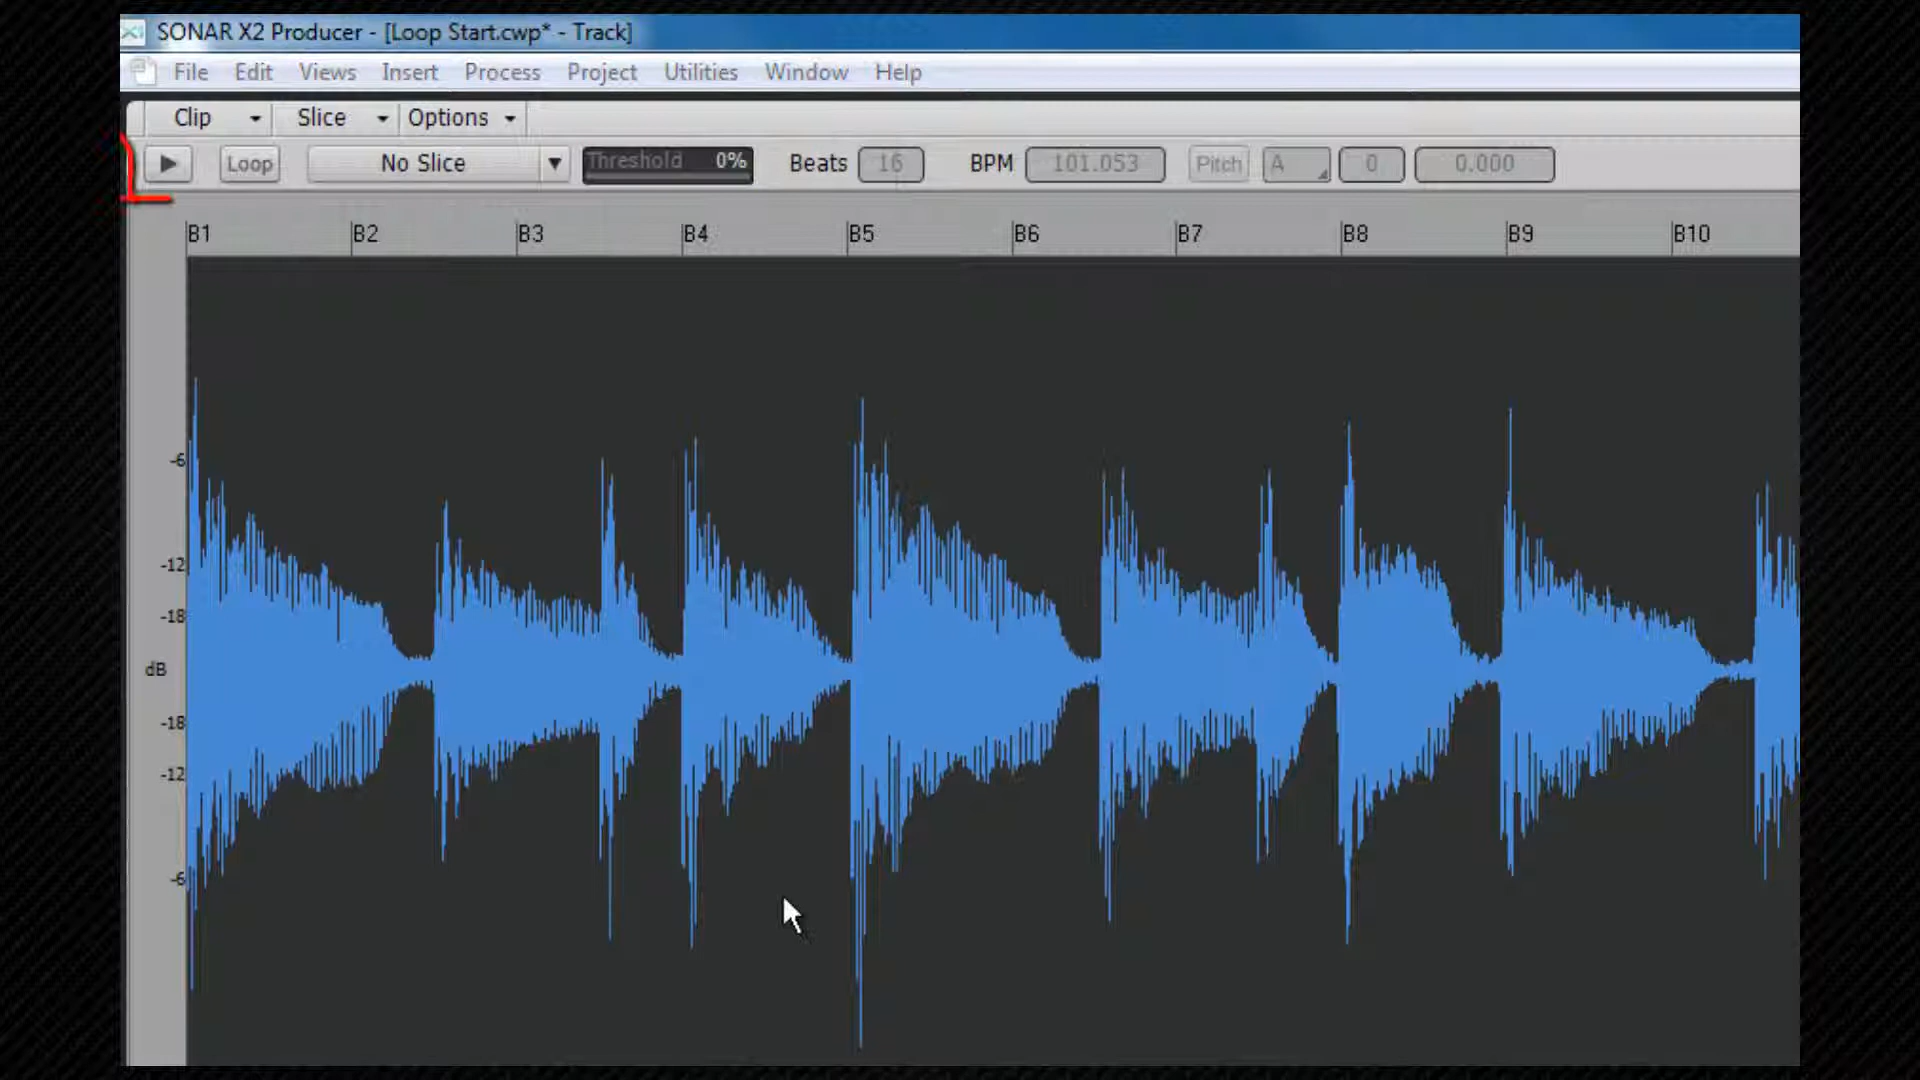 SONAR X2 Producer - [Loop Start.cwp* - Track]
File Edit Views Insert Process Project Utilities Window Help
Clip Slice Options
Loop No Slice Threshold 0% Beats 16 BPM 101.053 Pitch A 0 0.000
B1 B2 B3 B4 B5 B6 B7 B8 B9 B10
-6
-12
-18
dB
-18
-12
-6